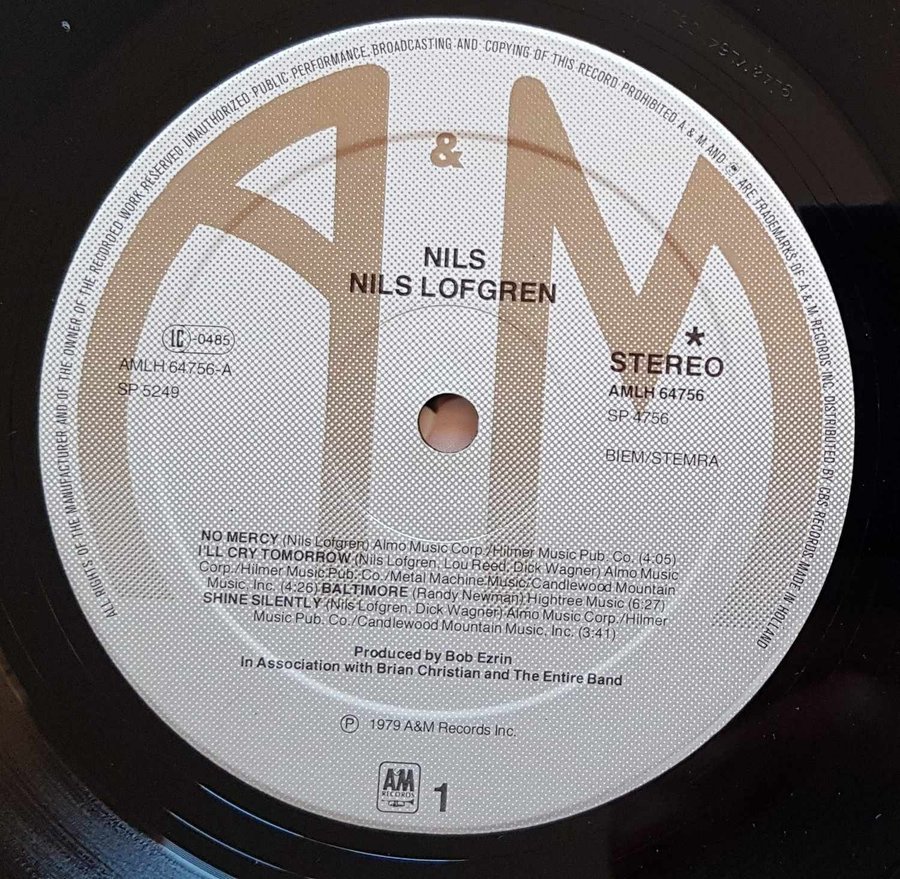 ALL RIGHTS OF THE MANUFACTURER AND OF THE OWNER OF THE RECORDED WORK RESERVED. UNAUTHORIZED PUBLIC PERFORMANCE, BROADCASTING AND COPYING OF THIS RECORD PROHIBITED A & M AND ARE TRADEMARKS OF A & M RECORDS INC. DISTRIBUTED BY CBS RECORDS MADE IN HOLLAND
A & M
NILS
NILS LOFGREN
LC -0485
AMLH 64756-A
SP 5249
*
STEREO
AMLH 64756
SP 4756
BIEM/STEMRA
NO MERCY (Nils Lofgren) Almo Music Corp./Hilmer Music Pub. Co. (4:05)
I'LL CRY TOMORROW (Nils Lofgren, Lou Reed, Dick Wagner) Almo Music
Corp./Hilmer Music Pub. Co./Metal Machine Music/Candlewood Mountain
Music, Inc. (4:26) BALTIMORE (Randy Newman) Hightree Music (6:27)
SHINE SILENTLY (Nils Lofgren, Dick Wagner) Almo Music Corp./Hilmer
Music Pub. Co./Candlewood Mountain Music, Inc. (3:41)
Produced by Bob Ezrin
In Association with Brian Christian and The Entire Band
℗ 1979 A&M Records Inc.
A&M
RECORDS
1